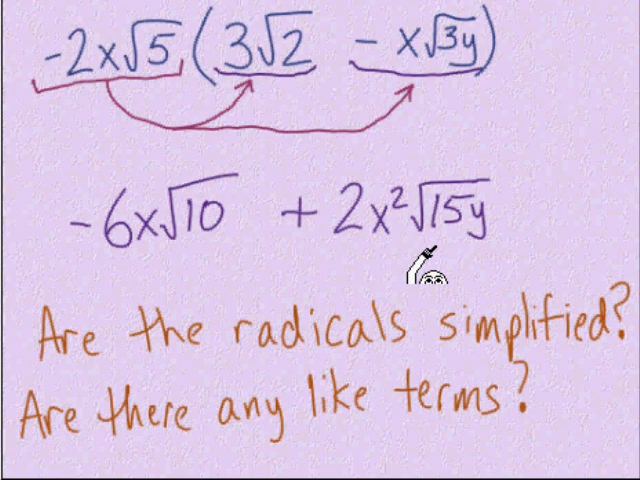 -2x√5 (3√2 - x√3y)
-6x√10 + 2x²√15y
Are the radicals simplified?
Are there any like terms?